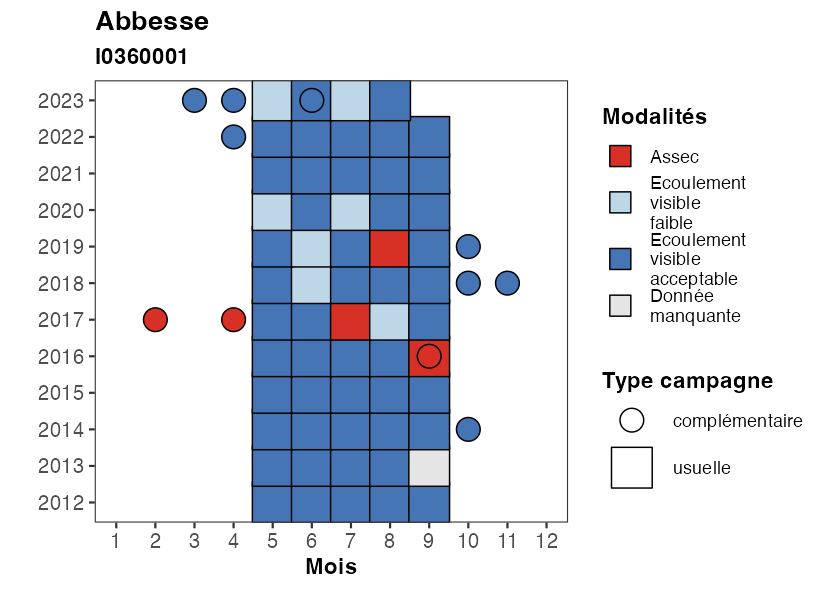 Abbesse
I0360001
2023
2022
2021
2020
2019
2018
2017
2016
2015
2014
2013
2012
1 2 3 4 5 6 7 8 9 10 11 12
Mois
Modalités
Assec
Ecoulement
visible
faible
Ecoulement
visible
acceptable
Donnée
manquante
Type campagne
complémentaire
usuelle